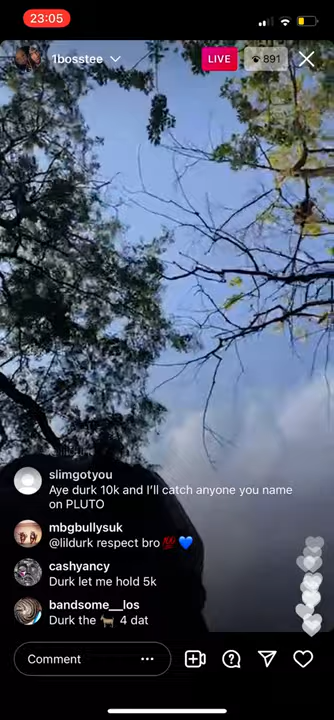 23:05
1bosstee
LIVE
891
slimgotyou
Aye durk 10k and I'll catch anyone you name
on PLUTO
mbgbullysuk
@lildurk respect bro 💯💙
cashyancy
Durk let me hold 5k
bandsome__los
Durk the 🐐 4 dat
Comment